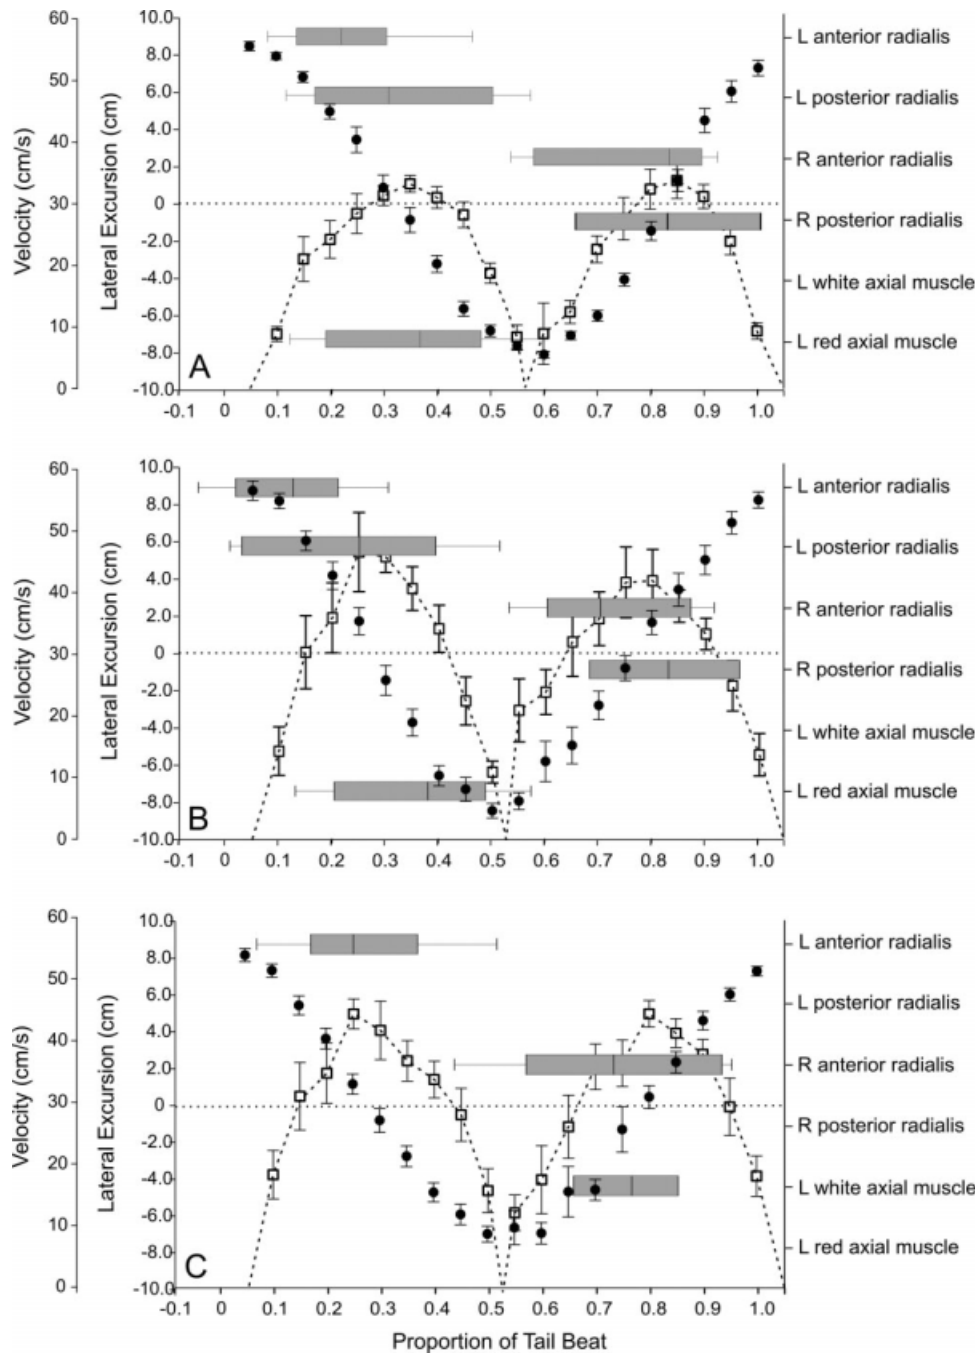 60
50
40
30
20
10
0
Velocity (cm/s)
10.0
8.0
6.0
4.0
2.0
0
-2.0
-4.0
-6.0
-8.0
-10.0
Lateral Excursion (cm)
A
L anterior radialis
L posterior radialis
R anterior radialis
R posterior radialis
L white axial muscle
L red axial muscle
-0.1 0 0.1 0.2 0.3 0.4 0.5 0.6 0.7 0.8 0.9 1.0
60
50
40
30
20
10
0
Velocity (cm/s)
10.0
8.0
6.0
4.0
2.0
0
-2.0
-4.0
-6.0
-8.0
-10.0
Lateral Excursion (cm)
B
L anterior radialis
L posterior radialis
R anterior radialis
R posterior radialis
L white axial muscle
L red axial muscle
-0.1 0 0.1 0.2 0.3 0.4 0.5 0.6 0.7 0.8 0.9 1.0
60
50
40
30
20
10
0
Velocity (cm/s)
10.0
8.0
6.0
4.0
2.0
0
-2.0
-4.0
-6.0
-8.0
-10.0
Lateral Excursion (cm)
C
L anterior radialis
L posterior radialis
R anterior radialis
R posterior radialis
L white axial muscle
L red axial muscle
-0.1 0 0.1 0.2 0.3 0.4 0.5 0.6 0.7 0.8 0.9 1.0
Proportion of Tail Beat